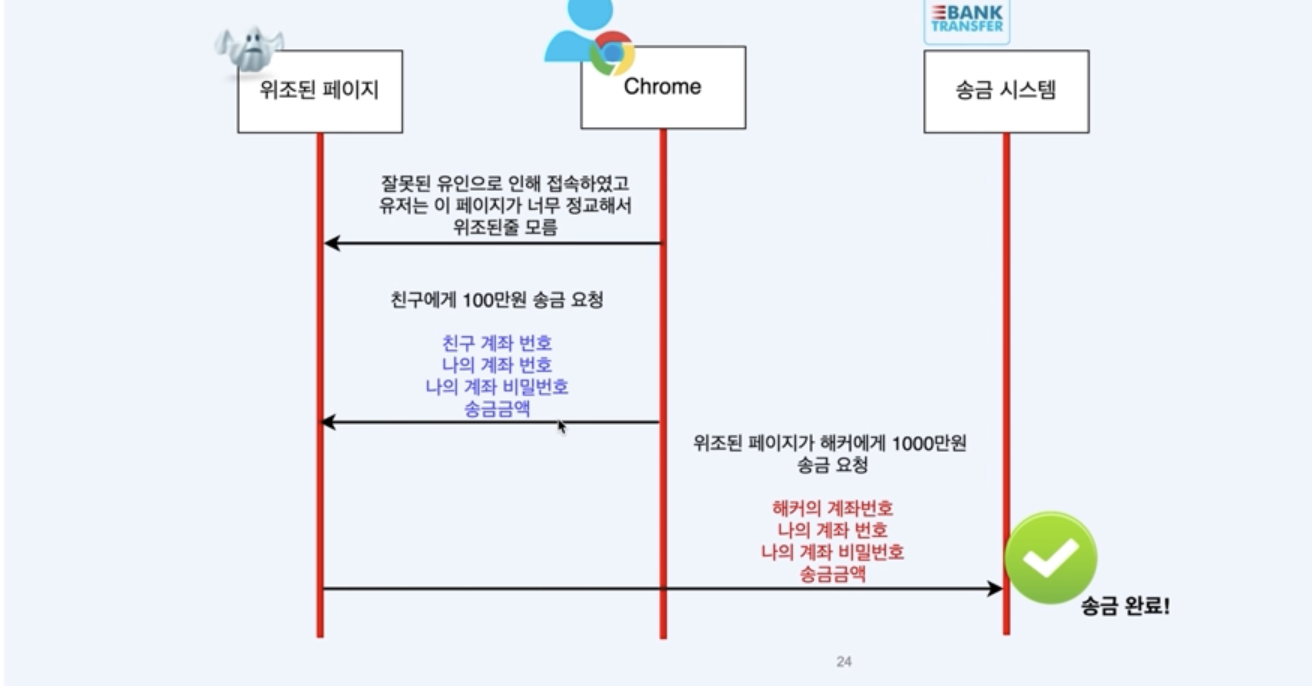 BANK
TRANSFER
위조된 페이지
Chrome
송금 시스템
잘못된 유인으로 인해 접속하였고
유저는 이 페이지가 너무 정교해서
위조된줄 모름
친구에게 100만원 송금 요청
친구 계좌 번호
나의 계좌 번호
나의 계좌 비밀번호
송금금액
위조된 페이지가 해커에게 1000만원
송금 요청
해커의 계좌번호
나의 계좌 번호
나의 계좌 비밀번호
송금금액
송금 완료!
24